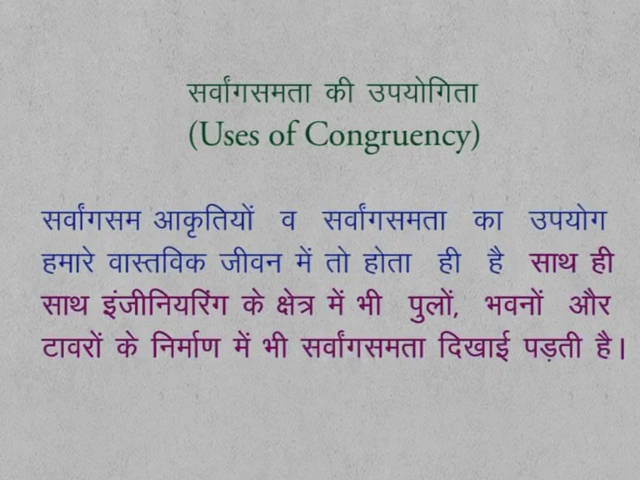 सर्वांगसमता की उपयोगिता
(Uses of Congruency)
सर्वांगसम आकृतियों व सर्वांगसमता का उपयोग
हमारे वास्तविक जीवन में तो होता ही है साथ ही
साथ इंजीनियरिंग के क्षेत्र में भी पुलों, भवनों और
टावरों के निर्माण में भी सर्वांगसमता दिखाई पड़ती है।